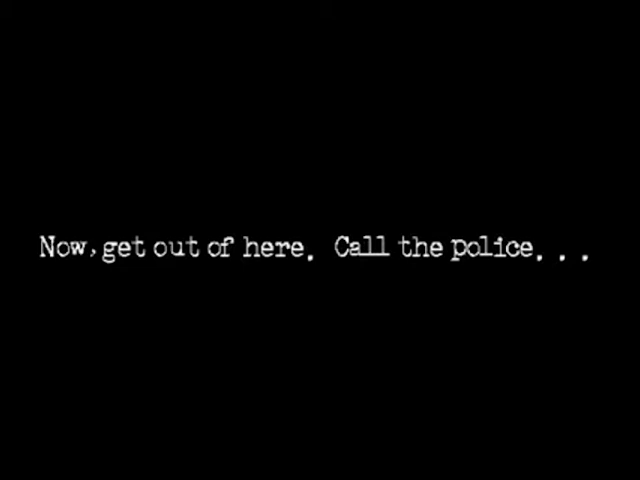 Now, get out of here.  Call the police. . .